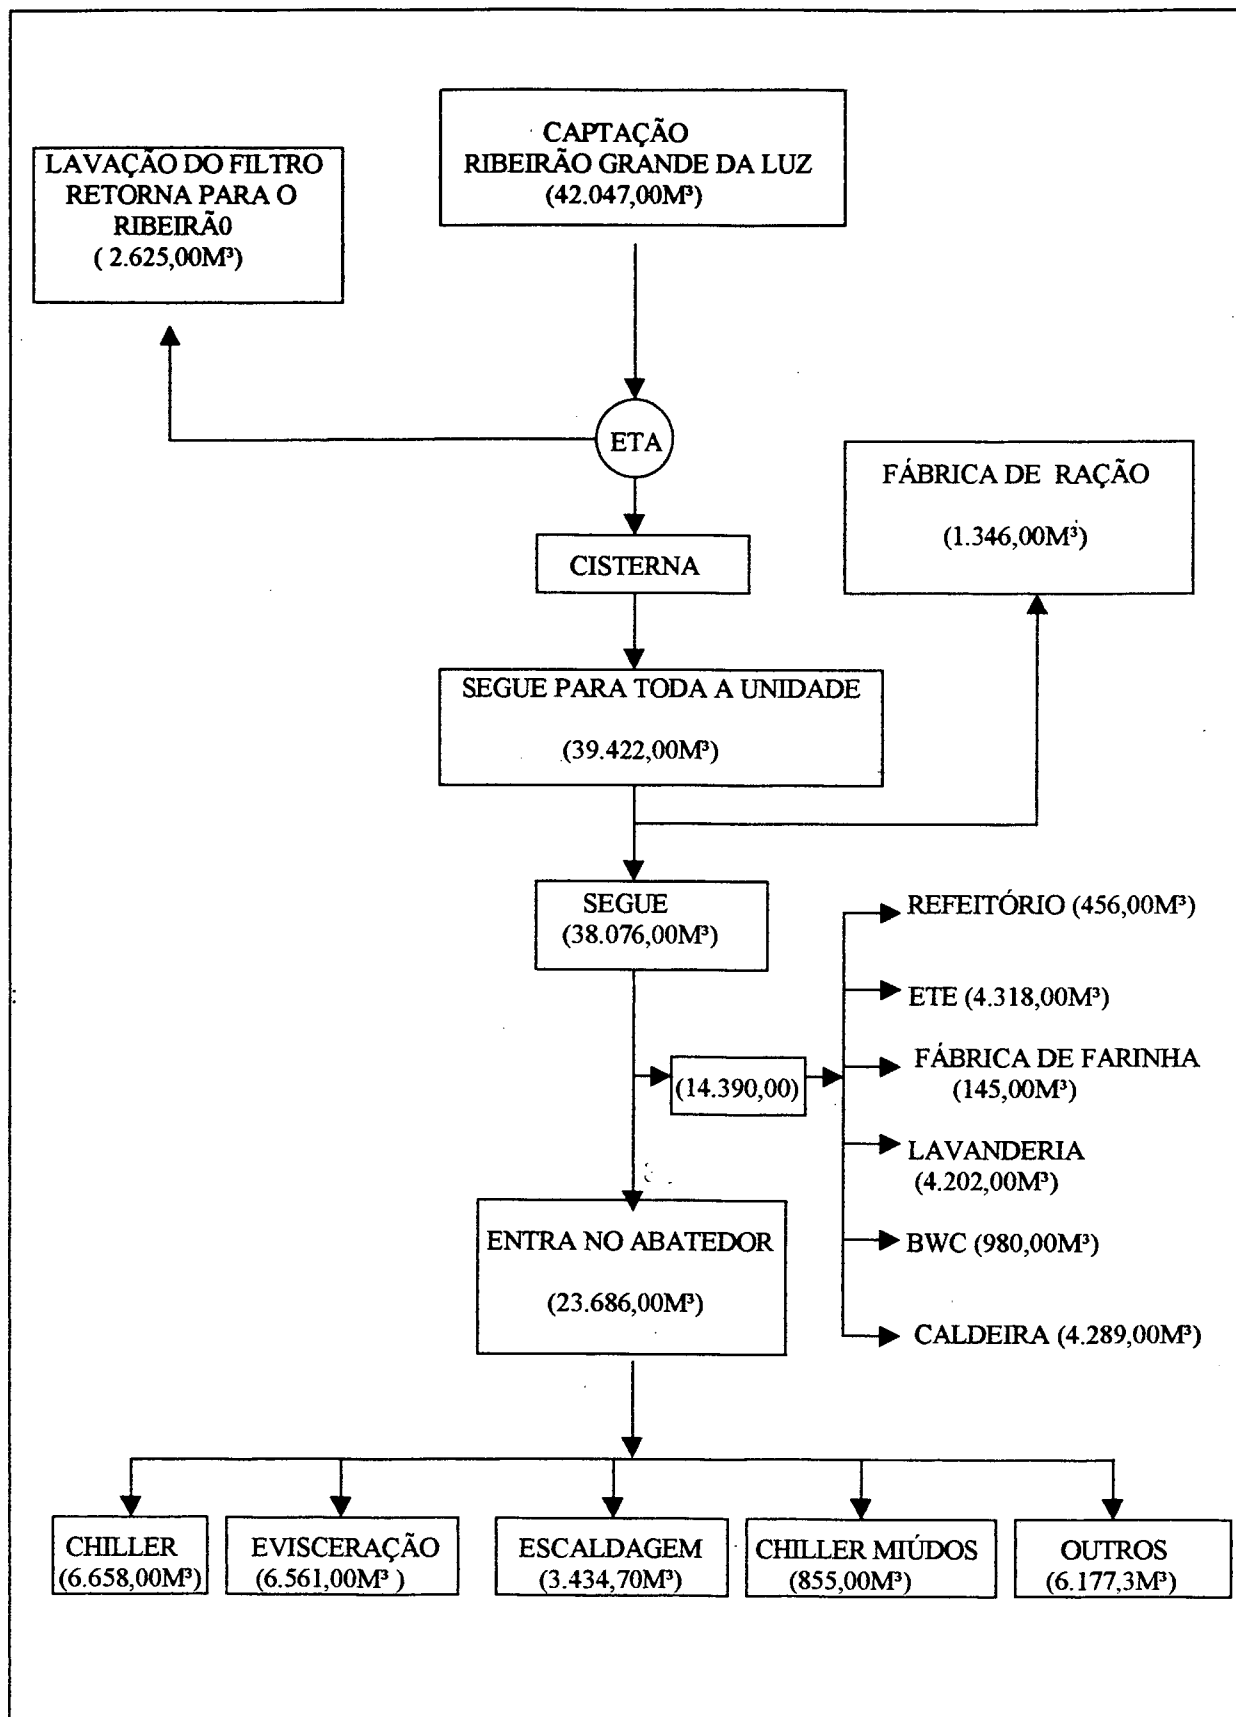 CAPTAÇÃO
RIBEIRÃO GRANDE DA LUZ
(42.047,00M³)
LAVAÇÃO DO FILTRO
RETORNA PARA O
RIBEIRÃ0
( 2.625,00M³)
ETA
FÁBRICA DE RAÇÃO
(1.346,00M³)
CISTERNA
SEGUE PARA TODA A UNIDADE
(39.422,00M³)
SEGUE
(38.076,00M³)
REFEITÓRIO (456,00M³)
ETE (4.318,00M³)
FÁBRICA DE FARINHA
(145,00M³)
(14.390,00)
LAVANDERIA
(4.202,00M³)
BWC (980,00M³)
CALDEIRA (4.289,00M³)
ENTRA NO ABATEDOR
(23.686,00M³)
CHILLER
(6.658,00M³)
EVISCERAÇÃO
(6.561,00M³ )
ESCALDAGEM
(3.434,70M³)
CHILLER MIÚDOS
(855,00M³)
OUTROS
(6.177,3M³)